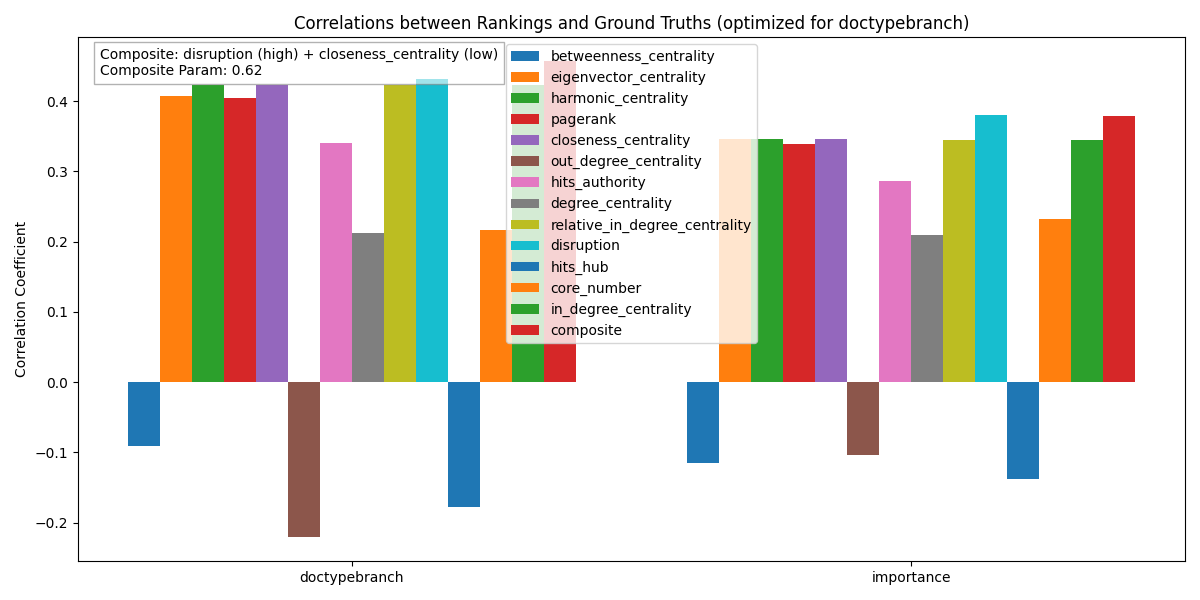 Correlations between Rankings and Ground Truths (optimized for doctypebranch)
Composite: disruption (high) + closeness_centrality (low)
Composite Param: 0.62
betweenness_centrality
eigenvector_centrality
harmonic_centrality
pagerank
closeness_centrality
out_degree_centrality
hits_authority
degree_centrality
relative_in_degree_centrality
disruption
hits_hub
core_number
in_degree_centrality
composite
Correlation Coefficient
0.4
0.3
0.2
0.1
0.0
−0.1
−0.2
doctypebranch
importance